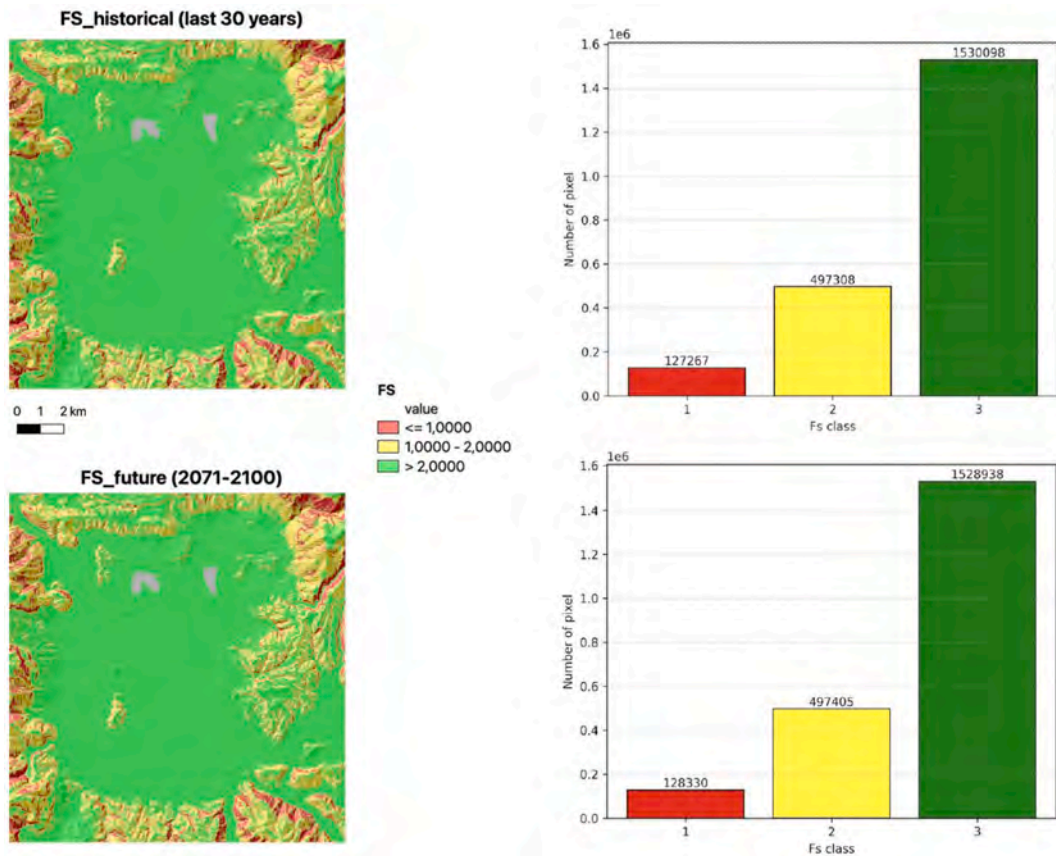 FS_historical (last 30 years)
0 1 2 km
FS_future (2071-2100)
FS
value
<= 1,0000
1,0000 - 2,0000
> 2,0000
1e6
1.6
1.4
1.2
1.0
0.8
0.6
0.4
0.2
0.0
Number of pixel
127267
497308
1530098
1 2 3
Fs class
1e6
1.6
1.4
1.2
1.0
0.8
0.6
0.4
0.2
0.0
Number of pixel
128330
497405
1528938
1 2 3
Fs class